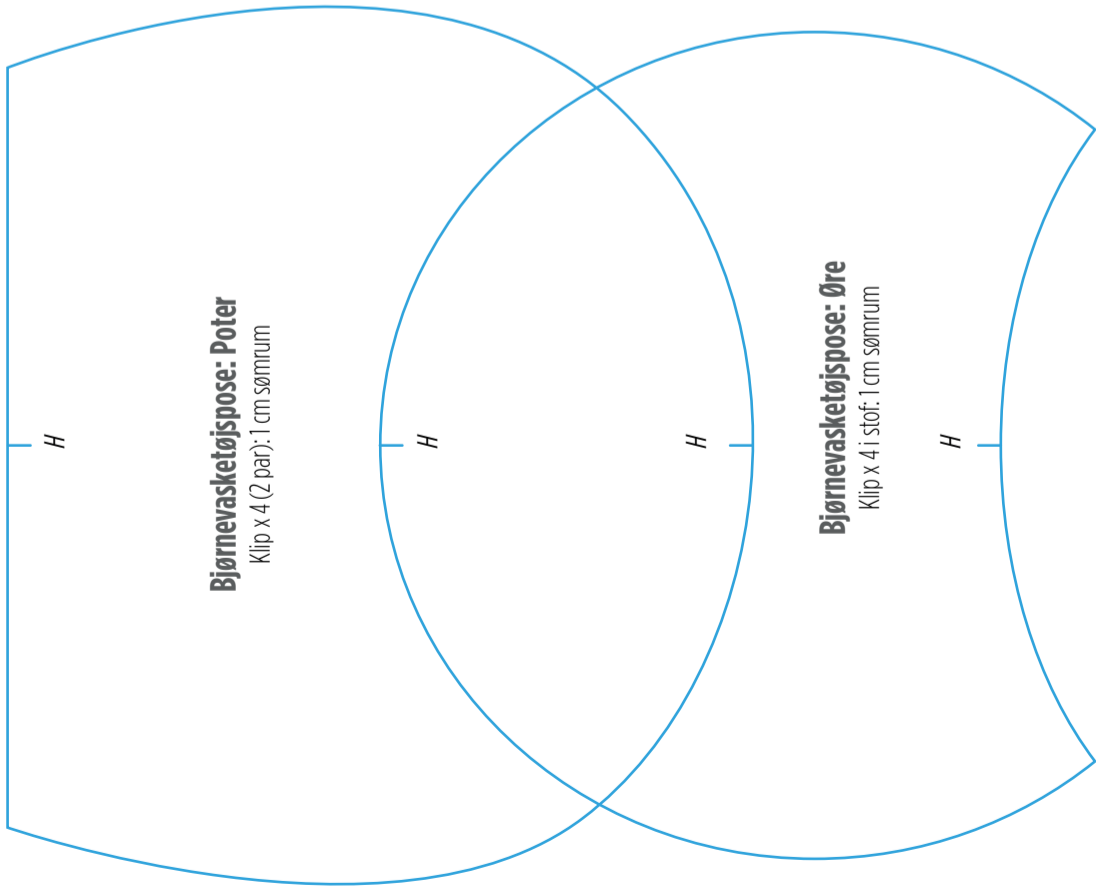 Bjørnevasketøjspose: Poter
Klip x 4 (2 par): 1 cm sømrum
H
H
H
Bjørnevasketøjspose: Øre
Klip x 4 i stof: 1 cm sømrum
H